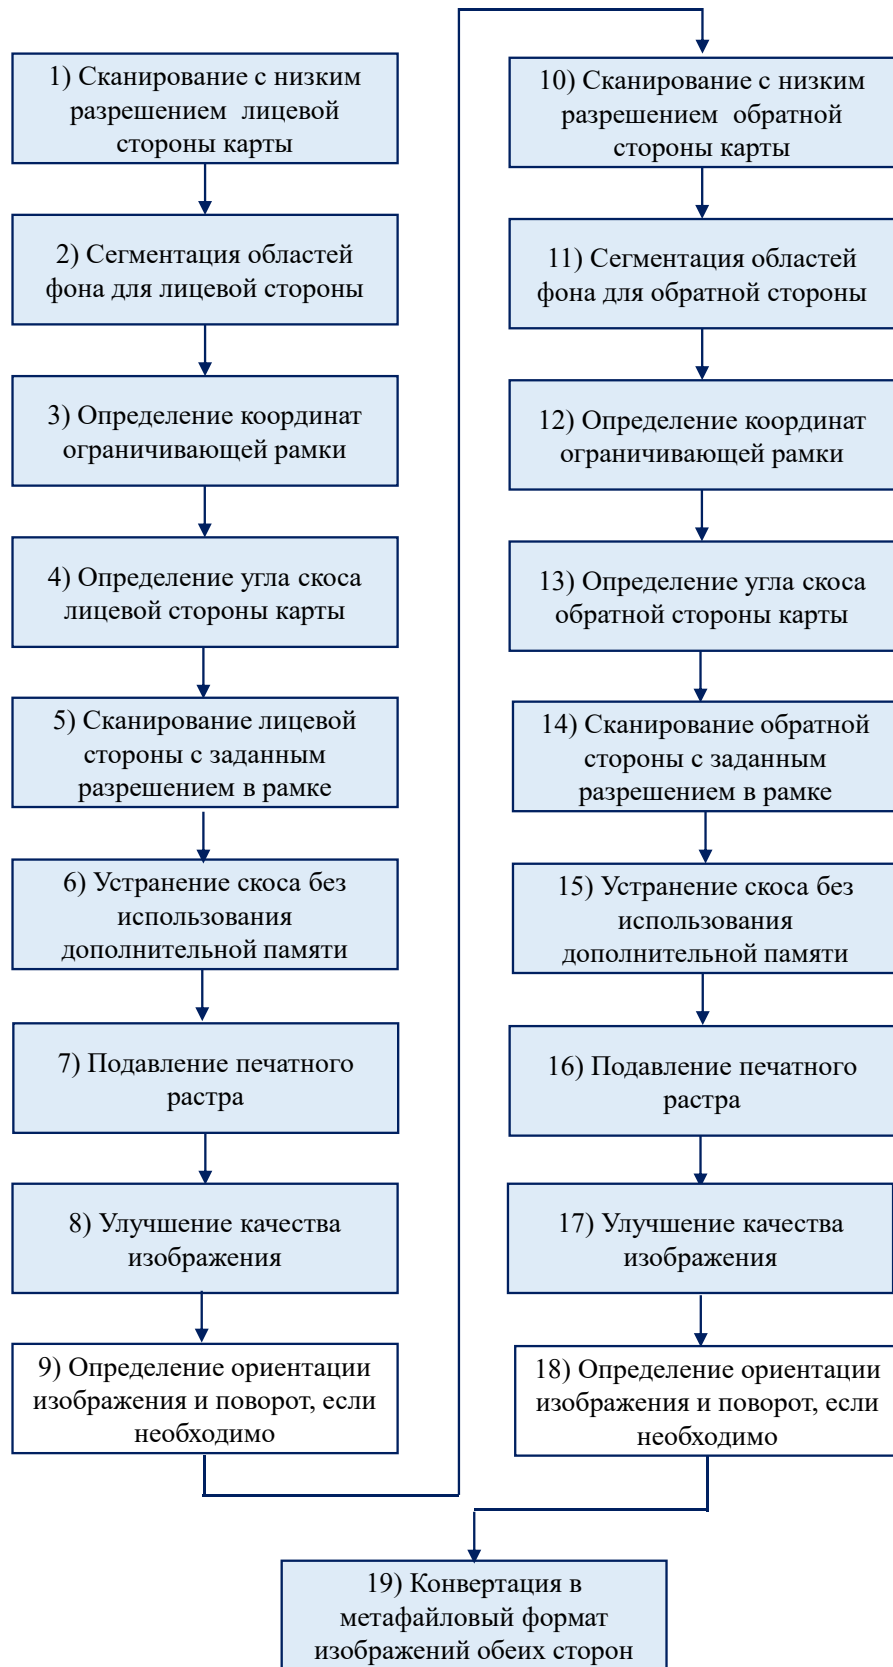 1) Сканирование с низким
разрешением лицевой
стороны карты
2) Сегментация областей
фона для лицевой стороны
3) Определение координат
ограничивающей рамки
4) Определение угла скоса
лицевой стороны карты
5) Сканирование лицевой
стороны с заданным
разрешением в рамке
6) Устранение скоса без
использования
дополнительной памяти
7) Подавление печатного
растра
8) Улучшение качества
изображения
9) Определение ориентации
изображения и поворот, если
необходимо
10) Сканирование с низким
разрешением обратной
стороны карты
11) Сегментация областей
фона для обратной стороны
12) Определение координат
ограничивающей рамки
13) Определение угла скоса
обратной стороны карты
14) Сканирование обратной
стороны с заданным
разрешением в рамке
15) Устранение скоса без
использования
дополнительной памяти
16) Подавление печатного
растра
17) Улучшение качества
изображения
18) Определение ориентации
изображения и поворот, если
необходимо
19) Конвертация в
метафайловый формат
изображений обеих сторон